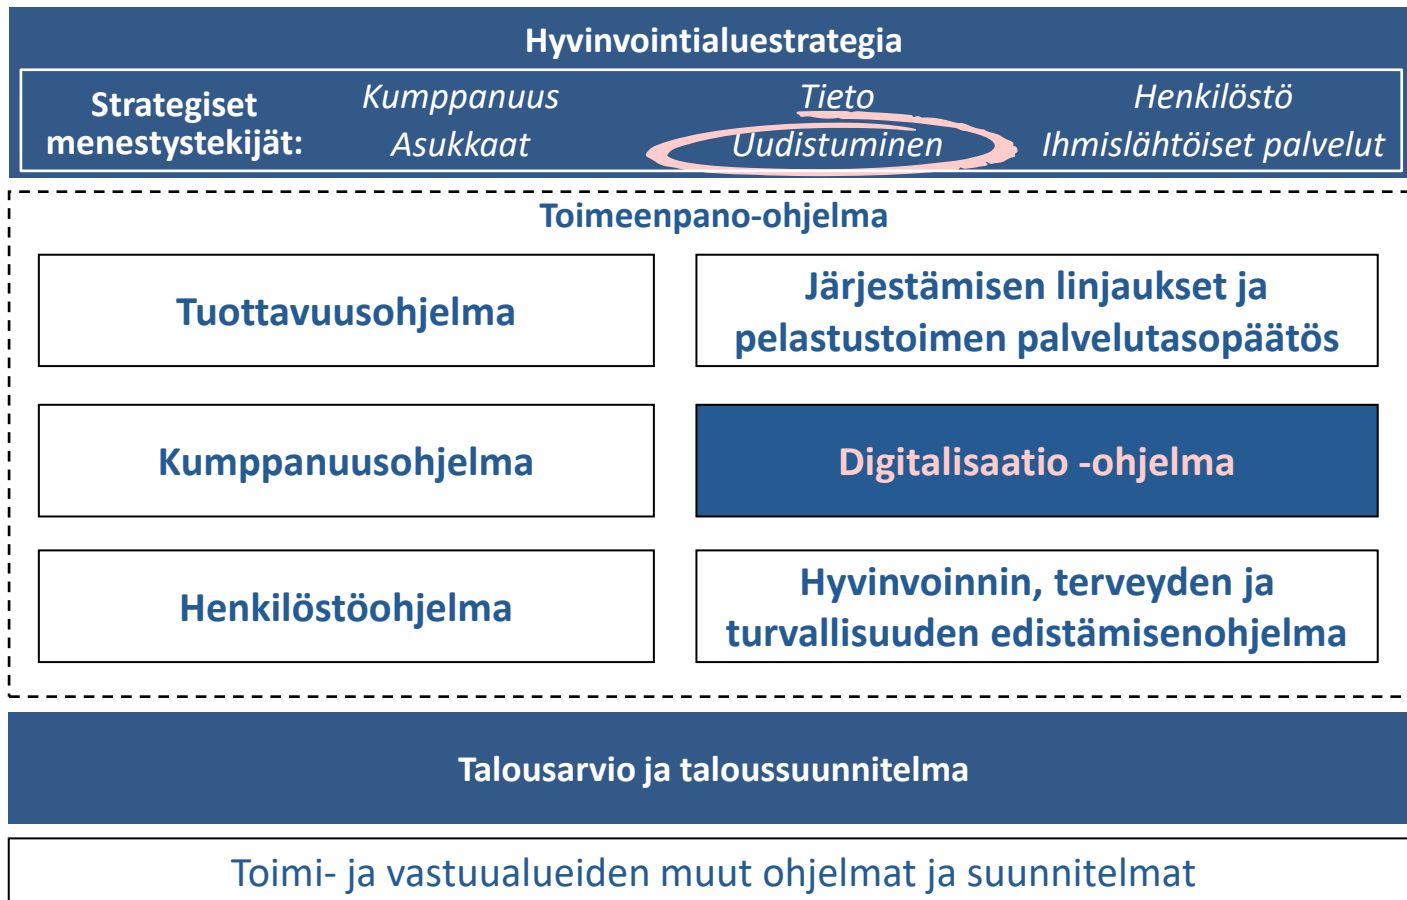 Hyvinvointialuestrategia
Strategiset
menestystekijät:
Kumppanuus
Tieto
Henkilöstö
Asukkaat
Uudistuminen
Ihmislähtöiset palvelut
Toimeenpano-ohjelma
Tuottavuusohjelma
Järjestämisen linjaukset ja
pelastustoimen palvelutasopäätös
Kumppanuusohjelma
Digitalisaatio -ohjelma
Henkilöstöohjelma
Hyvinvoinnin, terveyden ja
turvallisuuden edistämisenohjelma
Talousarvio ja taloussuunnitelma
Toimi- ja vastuualueiden muut ohjelmat ja suunnitelmat